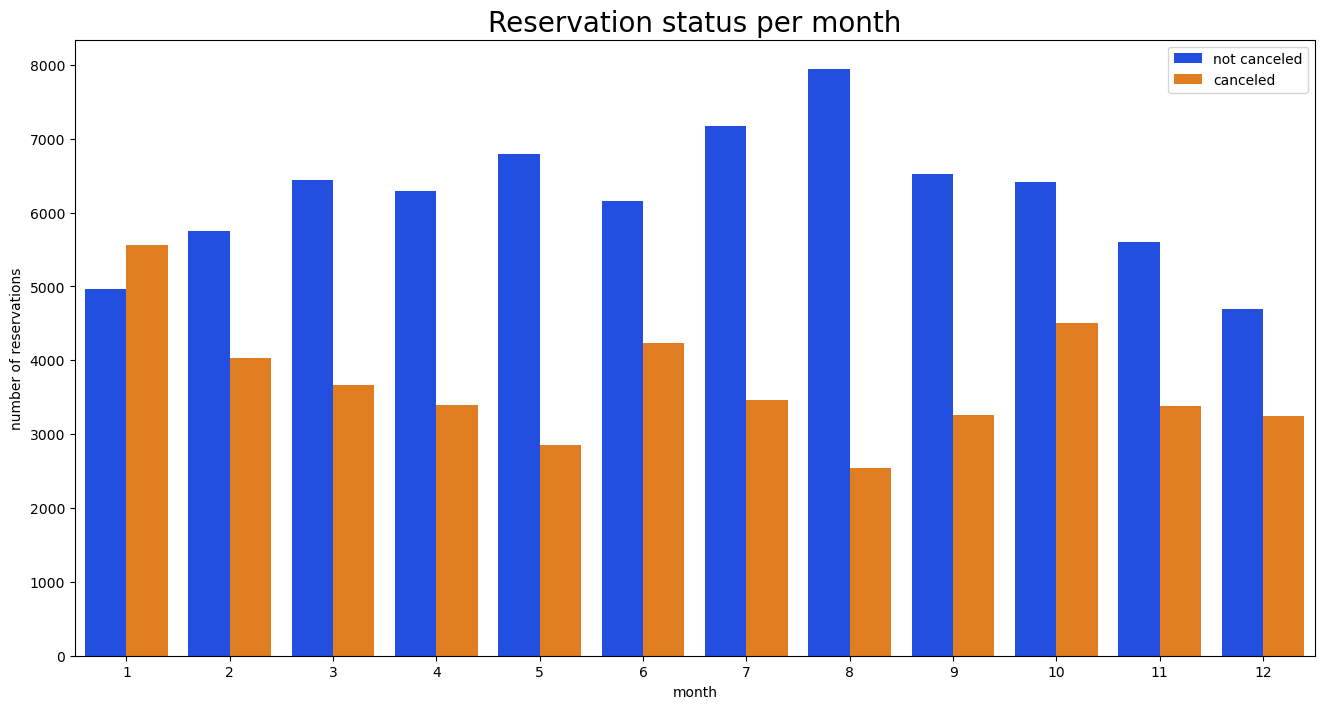 Reservation status per month
not canceled
canceled
number of reservations
8000
7000
6000
5000
4000
3000
2000
1000
0
1 2 3 4 5 6 7 8 9 10 11 12
month